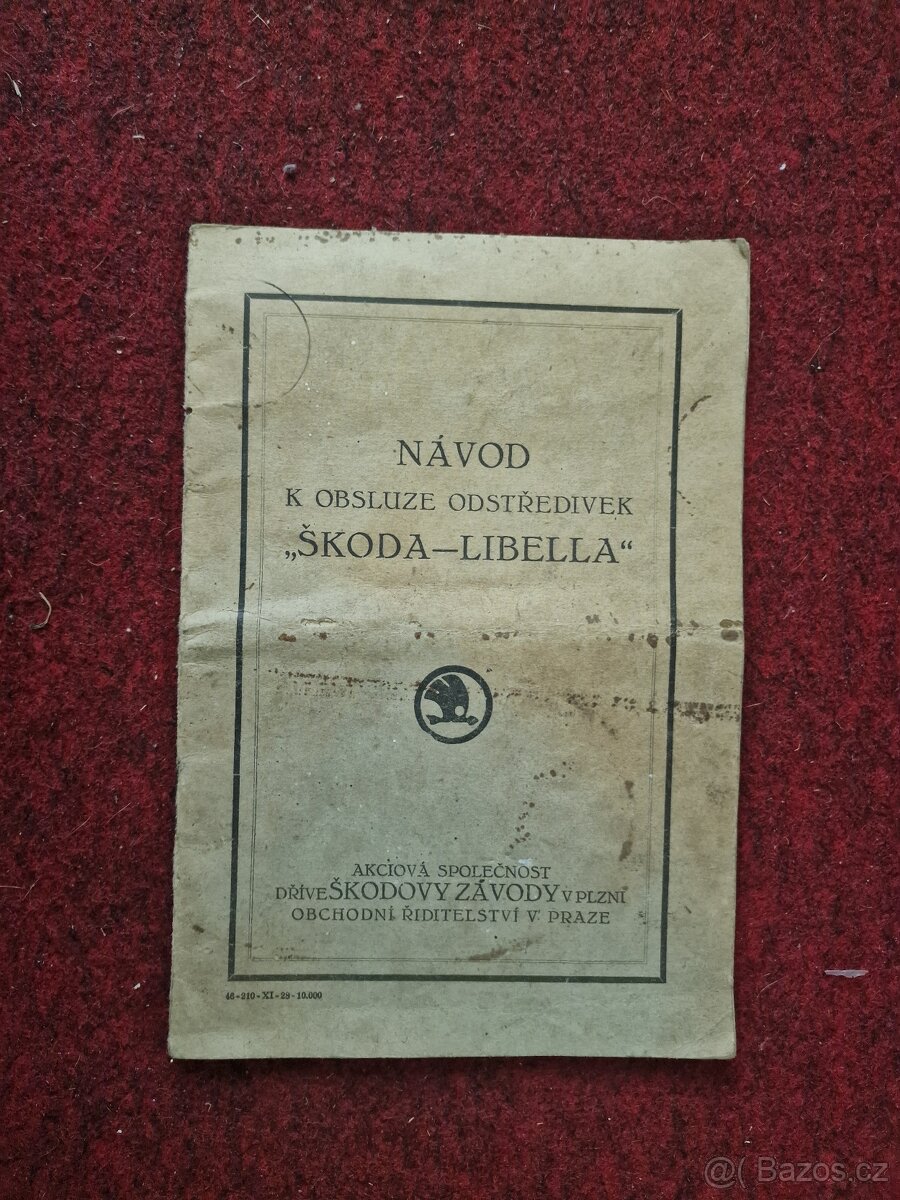 NÁVOD
K OBSLUZE ODSTŘEDIVEK
„ŠKODA—LIBELLA“
AKCIOVÁ SPOLEČNOST
DŘÍVE ŠKODOVY ZÁVODY V PLZNI
OBCHODNÍ ŘIDITELSTVÍ V PRAZE
46-210-XI-29-10.000
@( Bazos.cz